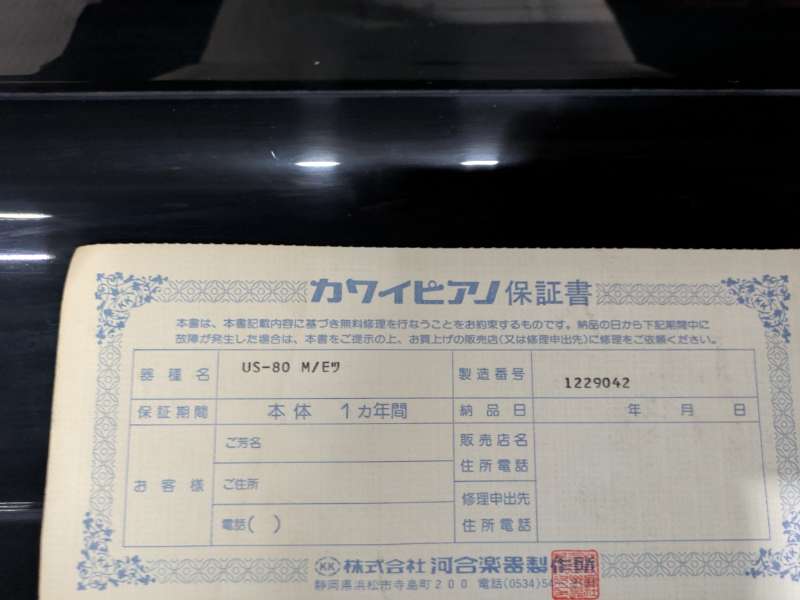 カワイピアノ保証書
本書は、本書記載内容に基づき無料修理を行なうことをお約束するものです。納品の日から下記期間中に
故障が発生した場合は、本書をご提示の上、お買上げの販売店(又は修理申出先)に修理をご依頼ください。
器種名 US-80 M/Eツ 製造番号 1229042
保証期間 本体 1カ年間 納品日 年 月 日
お客様
ご芳名
ご住所
電話( )
販売店名
住所電話
修理申出先
住所電話
KK 株式会社 河合楽器製作所
静岡県浜松市寺島町200 電話(0534)